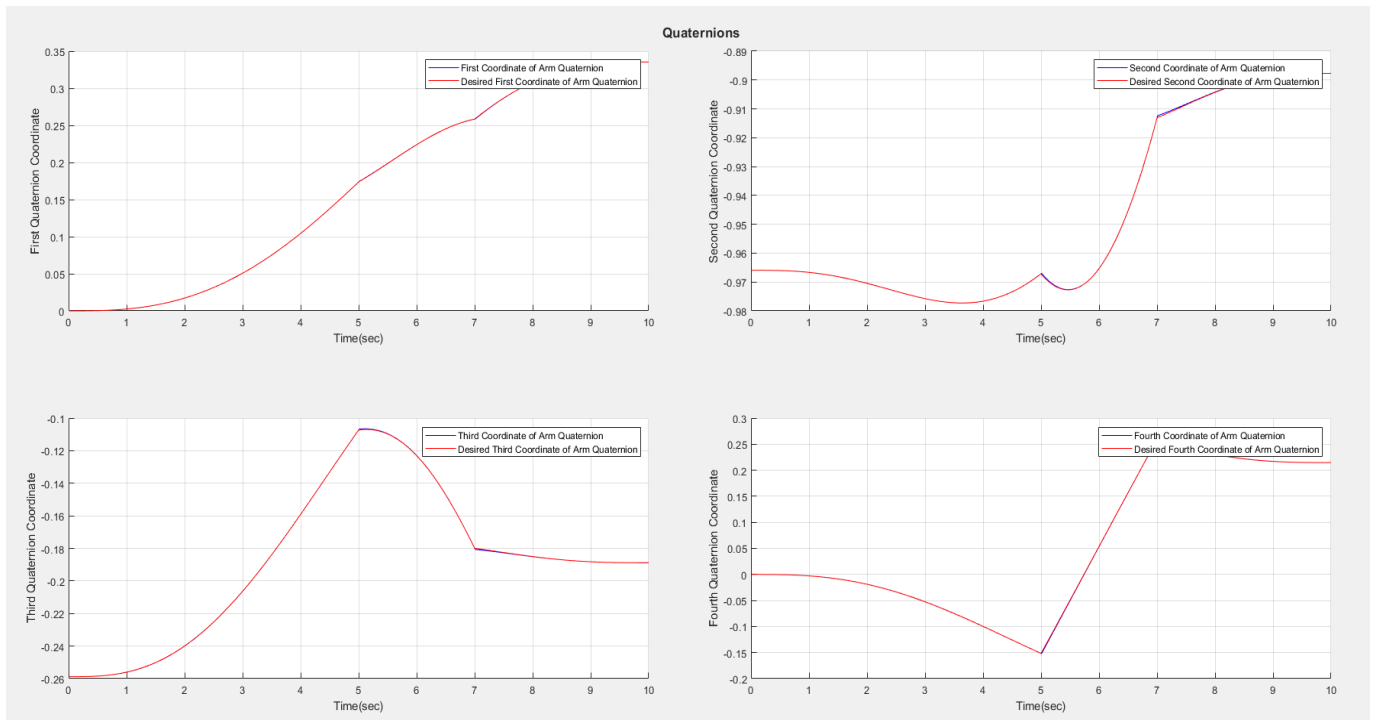 Quaternions
0.35
0.3
0.25
0.2
0.15
0.1
0.05
0
First Quaternion Coordinate
First Coordinate of Arm Quaternion
Desired First Coordinate of Arm Quaternion
0 1 2 3 4 5 6 7 8 9 10
Time(sec)
-0.89
-0.9
-0.91
-0.92
-0.93
-0.94
-0.95
-0.96
-0.97
-0.98
Second Quaternion Coordinate
Second Coordinate of Arm Quaternion
Desired Second Coordinate of Arm Quaternion
0 1 2 3 4 5 6 7 8 9 10
Time(sec)
-0.1
-0.12
-0.14
-0.16
-0.18
-0.2
-0.22
-0.24
-0.26
Third Quaternion Coordinate
Third Coordinate of Arm Quaternion
Desired Third Coordinate of Arm Quaternion
0 1 2 3 4 5 6 7 8 9 10
Time(sec)
0.3
0.25
0.2
0.15
0.1
0.05
0
-0.05
-0.1
-0.15
-0.2
Fourth Quaternion Coordinate
Fourth Coordinate of Arm Quaternion
Desired Fourth Coordinate of Arm Quaternion
0 1 2 3 4 5 6 7 8 9 10
Time(sec)